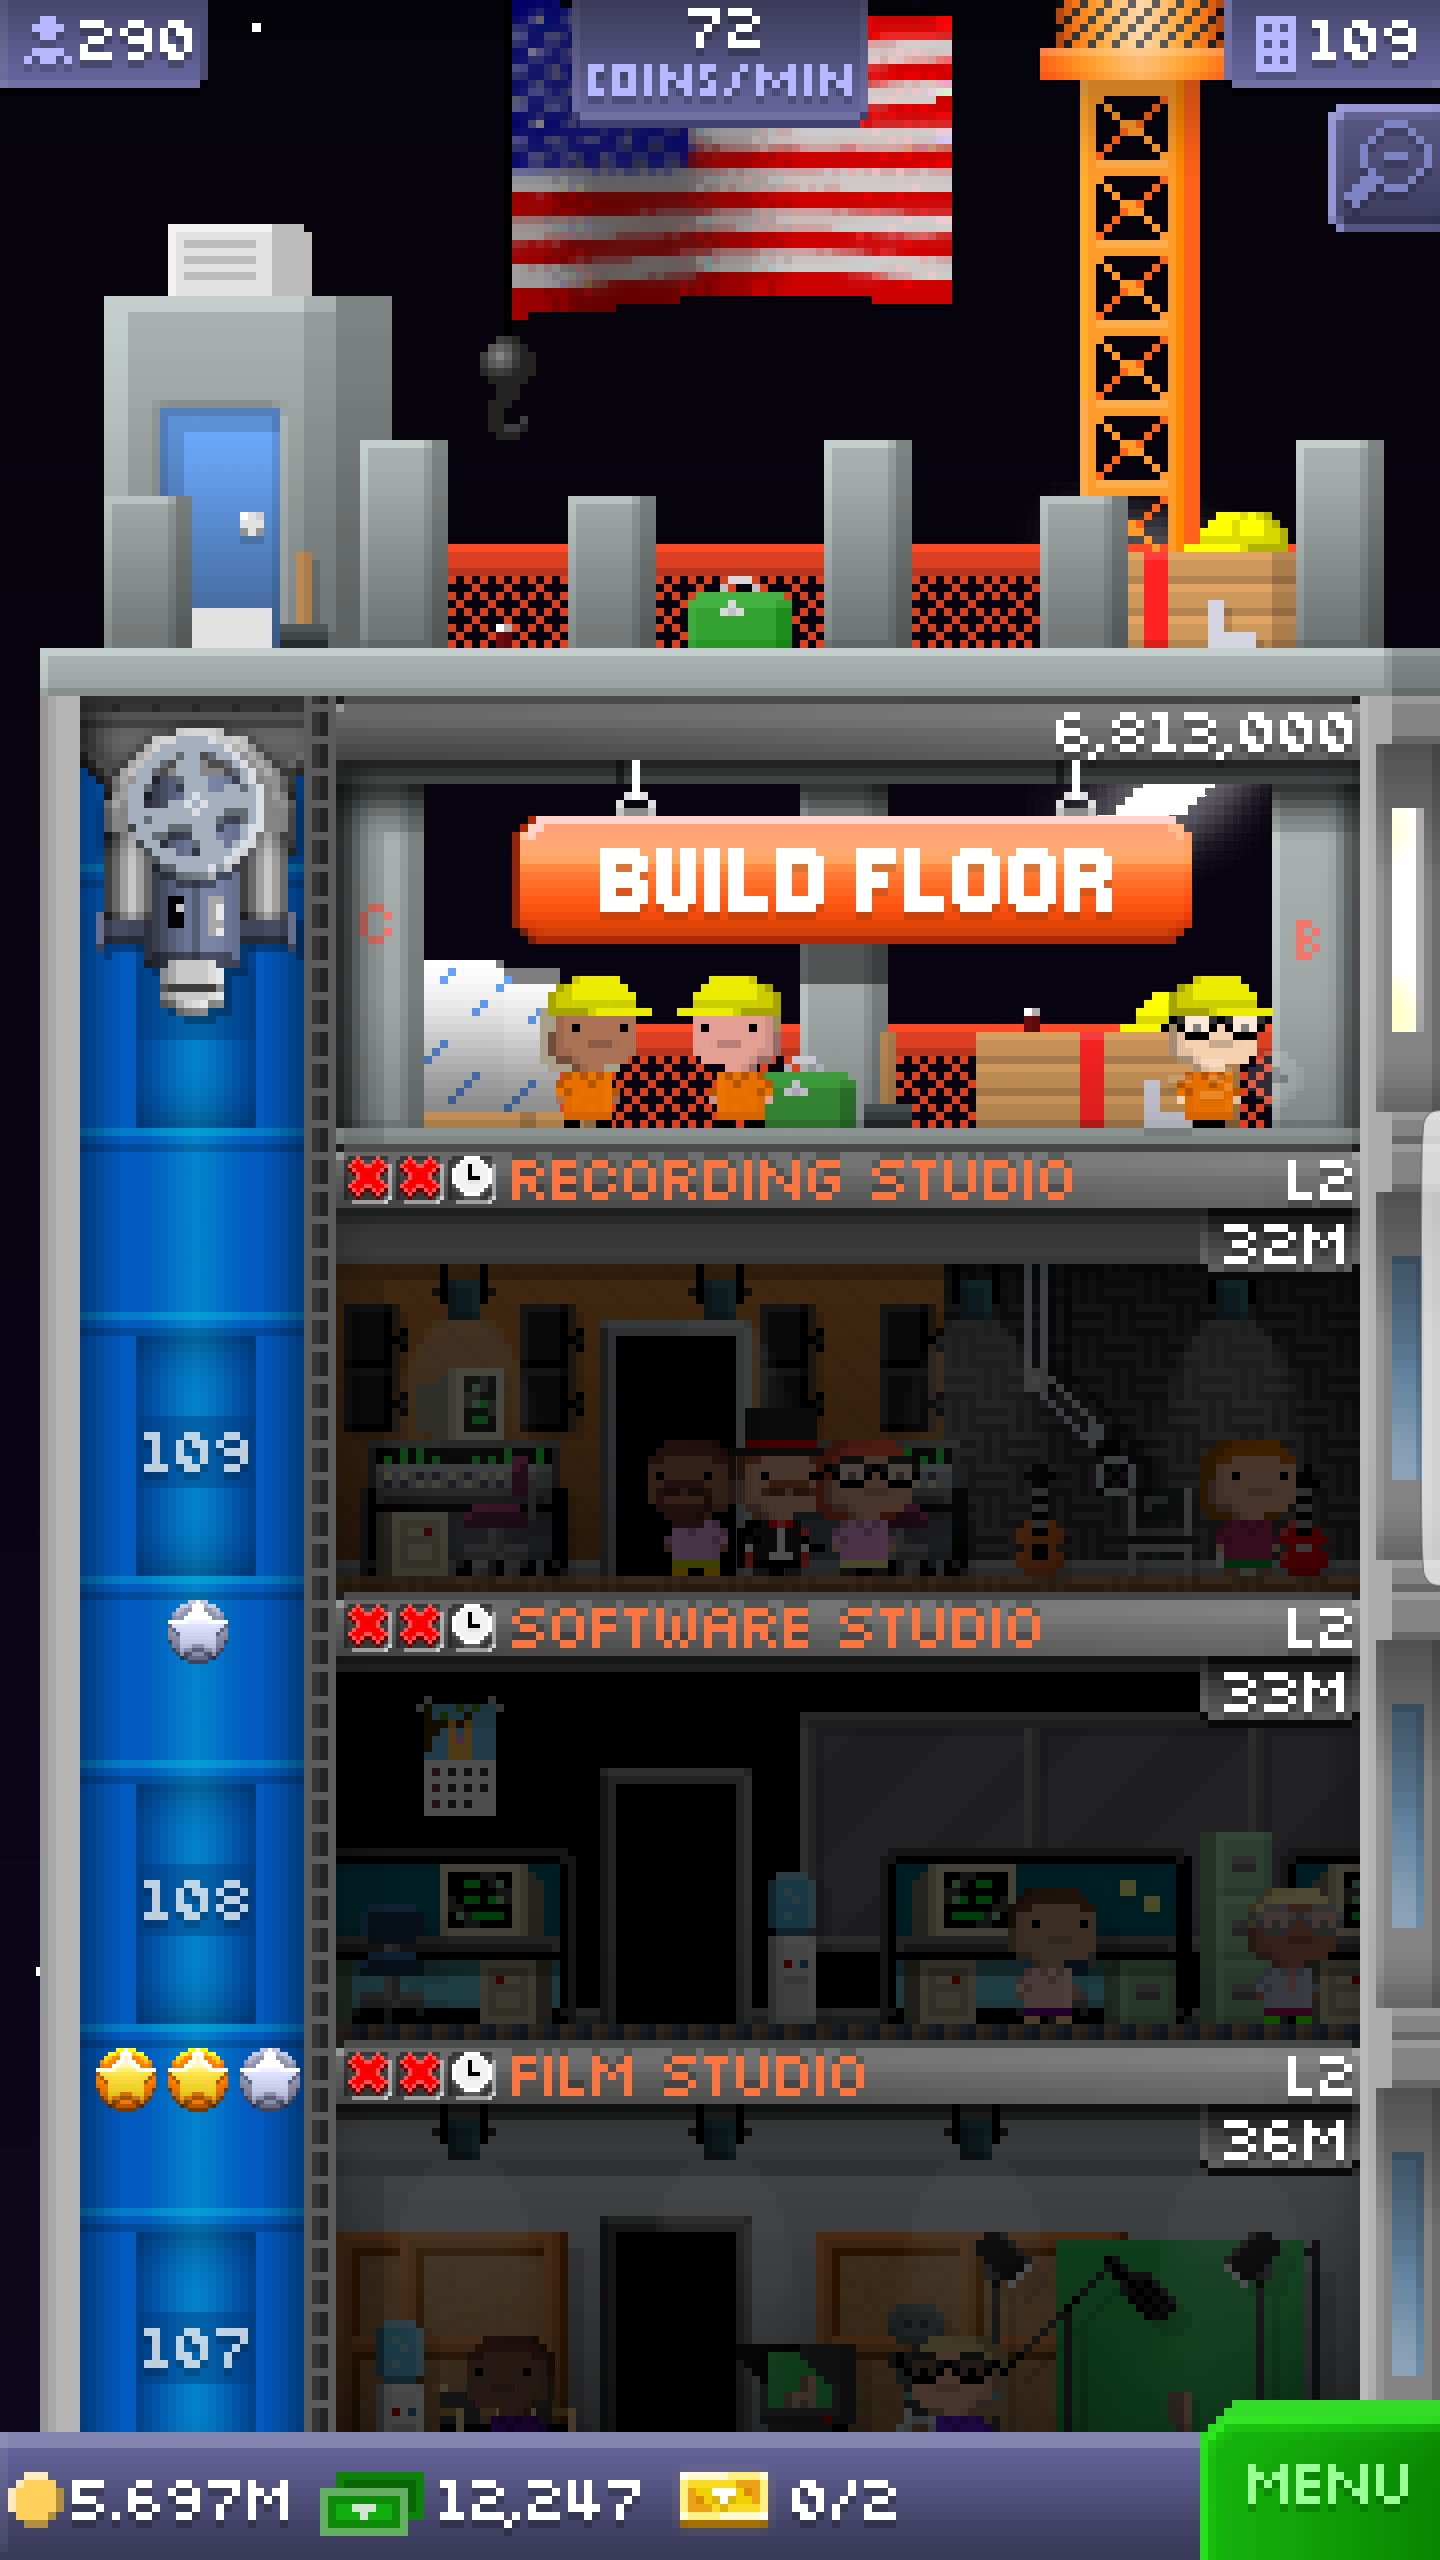 290
72
COINS/MIN
109
6,813,000
BUILD FLOOR
C
B
RECORDING STUDIO L2
32M
109
SOFTWARE STUDIO L2
33M
108
FILM STUDIO L2
36M
107
5.697M 12,247 0/2 MENU